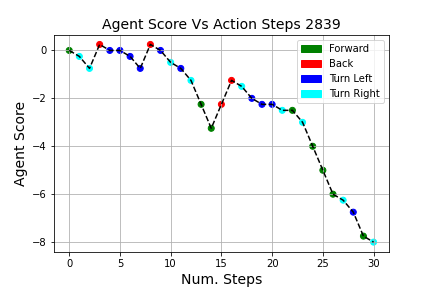 Agent Score Vs Action Steps 2839
Agent Score
0
−2
−4
−6
−8
Forward
Back
Turn Left
Turn Right
0 5 10 15 20 25 30
Num. Steps